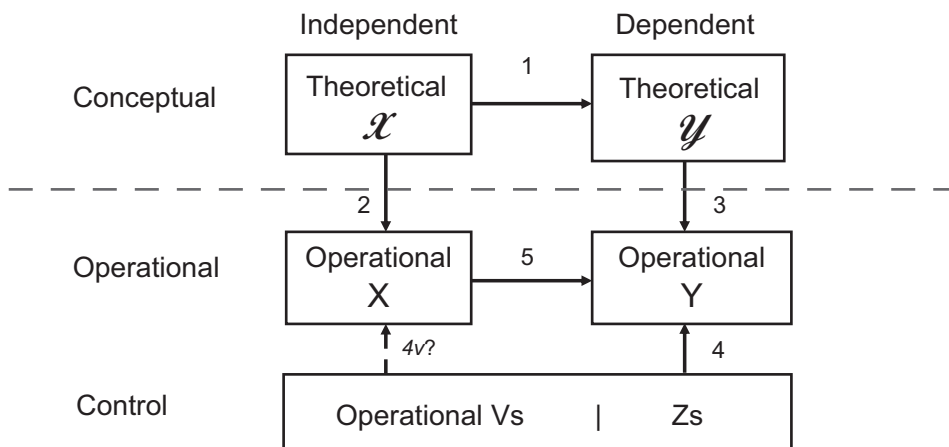 Independent Dependent
Conceptual
Theoretical
𝒳
1
Theoretical
𝒴
2
3
Operational
Operational
X
5
Operational
Y
4v?
4
Control
Operational Vs | Zs